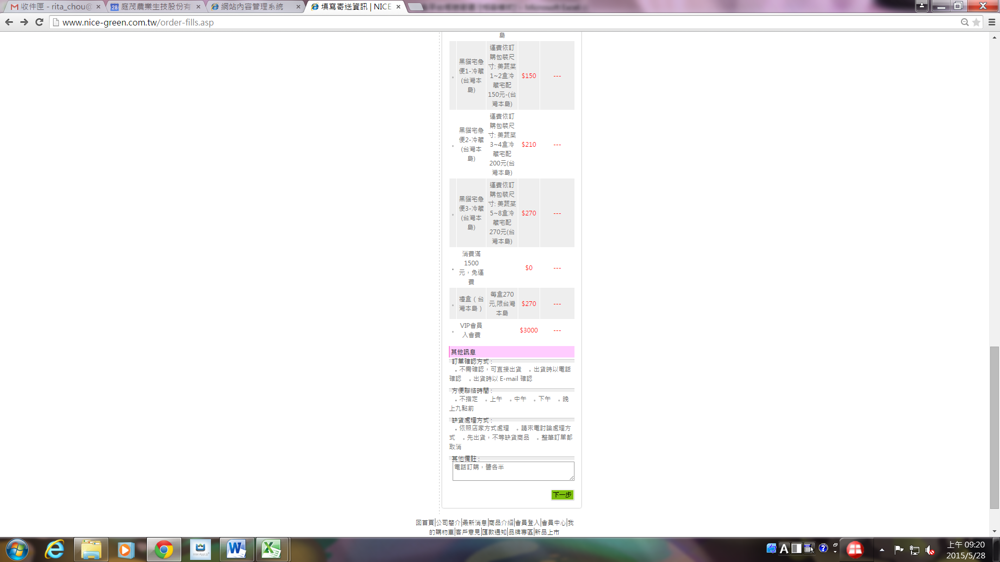 收件匣 - rita_chou@
28 庭茂農業生技股份有
網站內容管理系統
填寫寄送資訊 | NICE
www.nice-green.com.tw/order-fills.asp
島
黑貓宅急
便1-冷藏
(台灣本
島)
運費依訂
購包裝尺
寸: 美蔬菜
1~2盒冷
藏宅配
150元-(台
灣本島)
$150
---
黑貓宅急
便2-冷藏
(台灣本
島)
運費依訂
購包裝尺
寸: 美蔬菜
3~4盒冷
藏宅配
200元(台
灣本島)
$210
---
黑貓宅急
便3-冷藏
(台灣本
島)
運費依訂
購包裝尺
寸: 美蔬菜
5~8盒冷
藏宅配
270元(台
灣本島)
$270
---
消費滿
1500
元，免運
費
$0
---
禮盒 ( 台
灣本島 )
每盒270
元,限台灣
本島
$270
---
VIP會員
入會費
$3000
---
其他訊息
訂單確認方式 :
不需確認，可直接出貨 出貨時以電話
確認 出貨時以 E-mail 確認
方便聯絡時間 :
不指定 上午 中午 下午 晚
上九點前
缺貨處理方式 :
依照店家方式處理 請來電討論處理方
式 先出貨，不等缺貨商品 整筆訂單都
取消
其他備註 :
電話訂購，醬各半
下一步
回首頁|公司簡介|最新消息|商品介紹|會員登入|會員中心|我
的購物車|客戶意見|匯款通知|品牌專區|新品上市
上午 09:20
2015/5/28